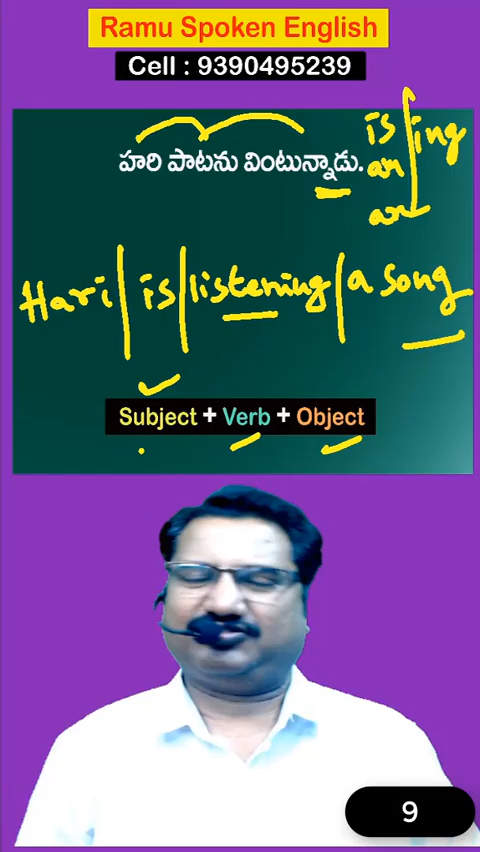 Ramu Spoken English
Cell : 9390495239
హరి పాటను వింటున్నాడు.
is
am
are
ing
Hari / is / listening / a song
Subject + Verb + Object
9